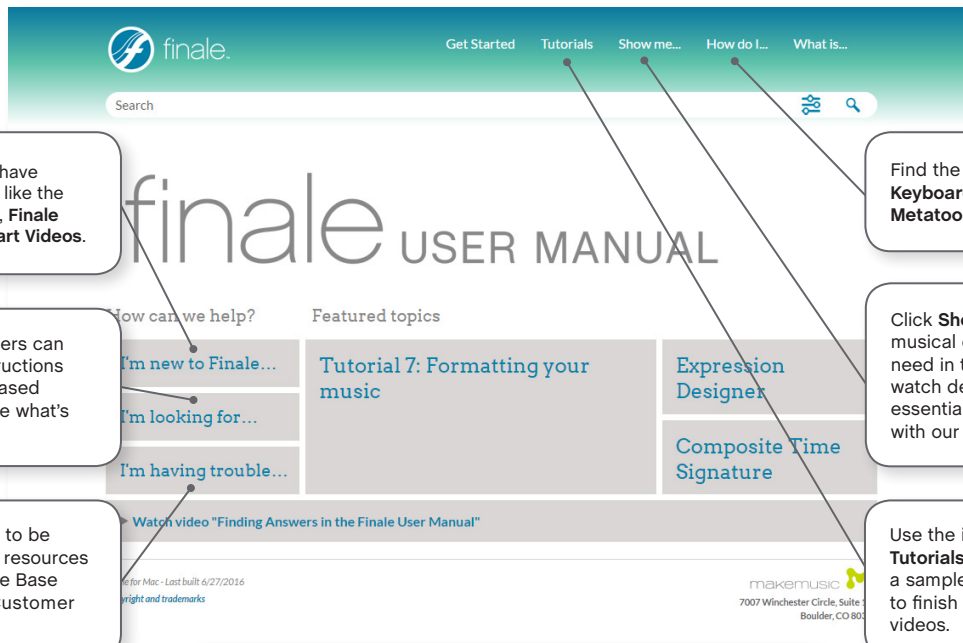 finale.
Get Started Tutorials Show me... How do I... What is...
Search
have
like the
, Finale
art Videos.
Find the
Keyboar
Metatoo
finale USER MANUAL
How can we help?
Featured topics
ers can
ructions
ased
e what's
I'm new to Finale...
I'm looking for...
I'm having trouble...
Tutorial 7: Formatting your
music
Expression
Designer
Composite Time
Signature
Click Sho
musical
need in t
watch de
essentia
with our
Watch video "Finding Answers in the Finale User Manual"
to be
resources
e Base
Customer
e for Mac - Last built 6/27/2016
yright and trademarks
makemusic
7007 Winchester Circle, Suite
Boulder, CO 803
Use the i
Tutorials
a sample
to finish
videos.